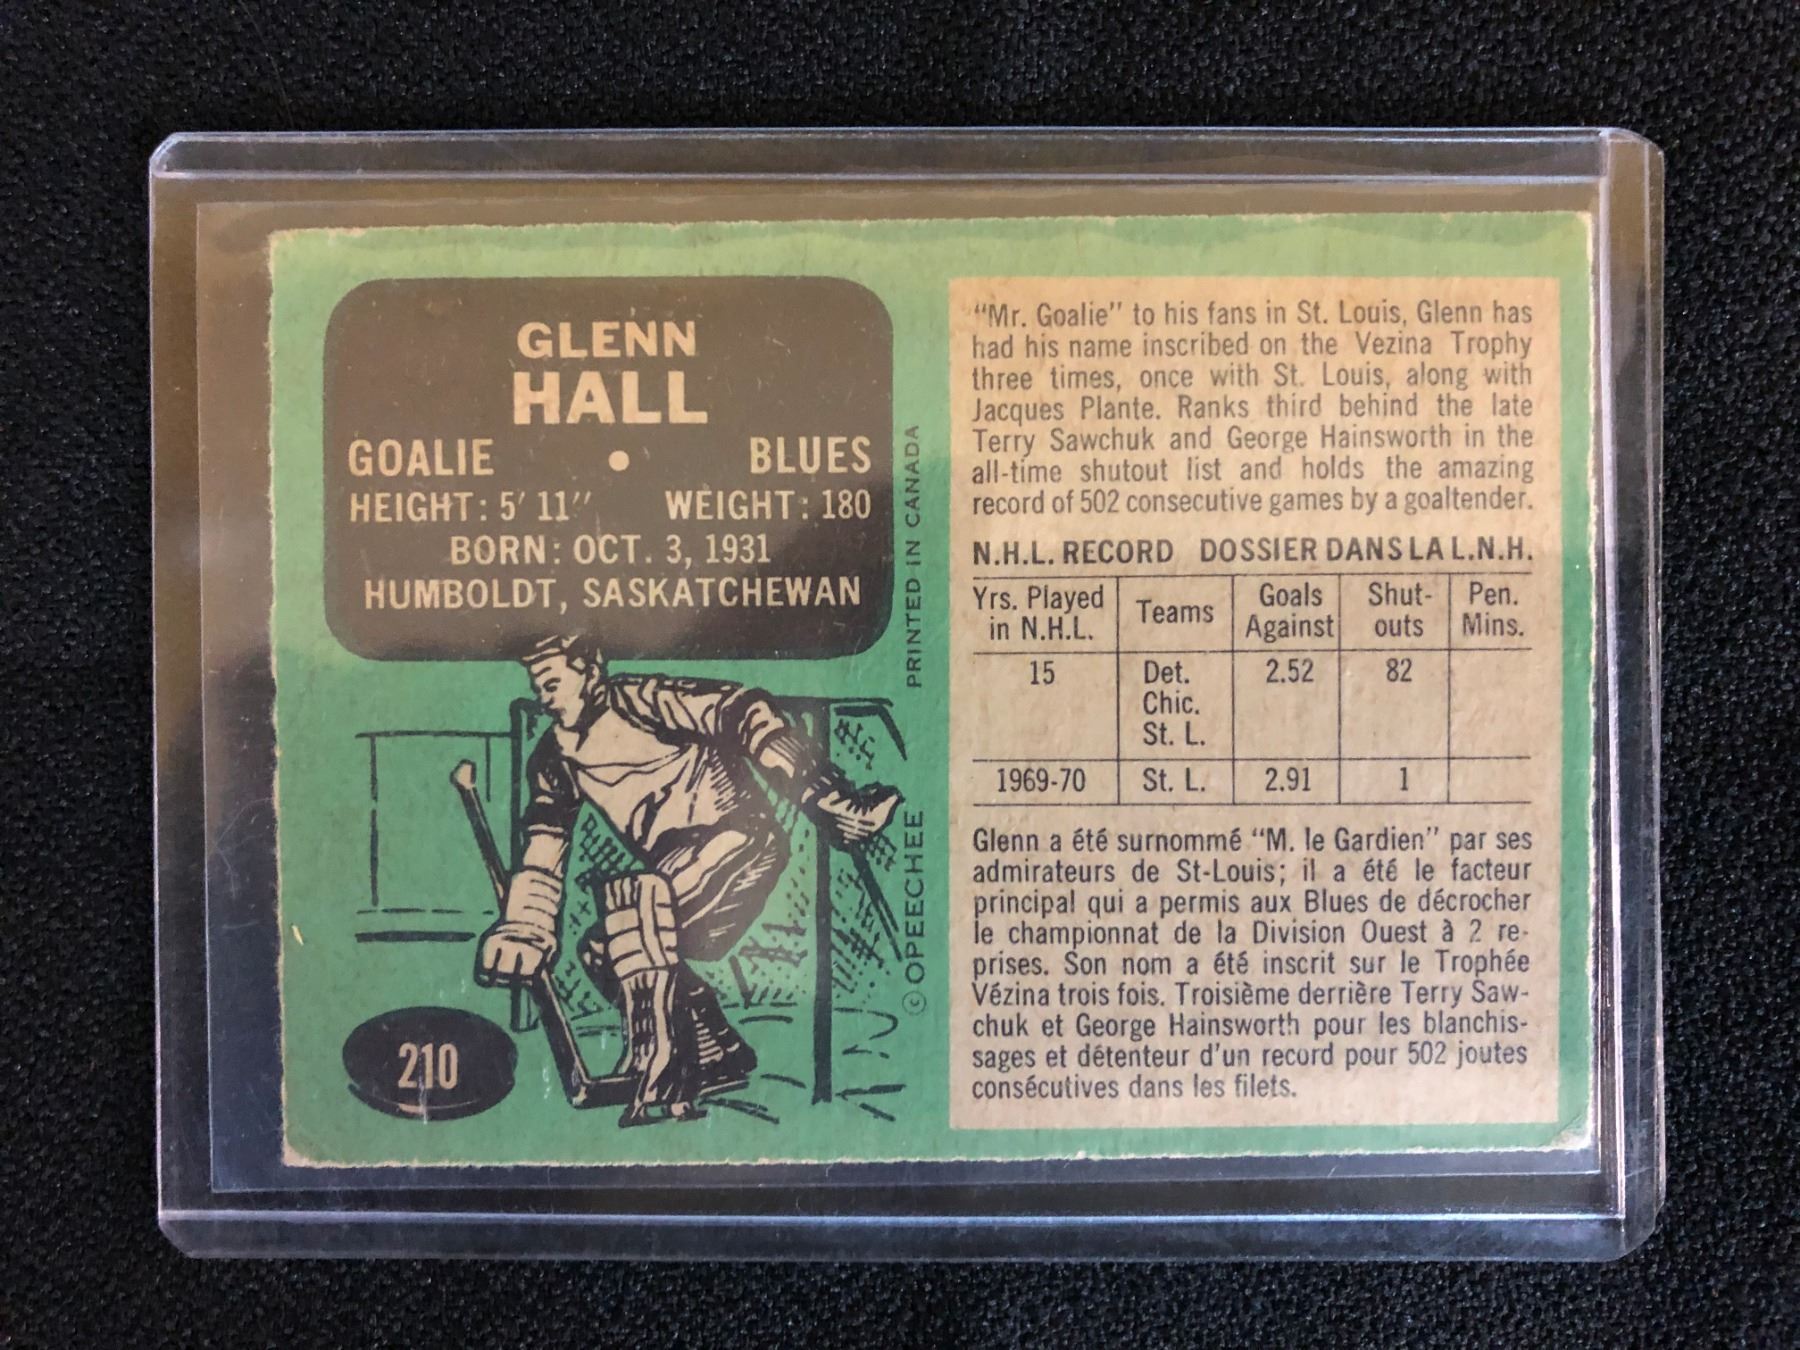 GLENN
HALL
GOALIE • BLUES
HEIGHT: 5' 11" WEIGHT: 180
BORN: OCT. 3, 1931
HUMBOLDT, SASKATCHEWAN
210
© OPEECHEE PRINTED IN CANADA
"Mr. Goalie" to his fans in St. Louis, Glenn has
had his name inscribed on the Vezina Trophy
three times, once with St. Louis, along with
Jacques Plante. Ranks third behind the late
Terry Sawchuk and George Hainsworth in the
all-time shutout list and holds the amazing
record of 502 consecutive games by a goaltender.
N.H.L. RECORD DOSSIER DANS LA L.N.H.
Yrs. Played Teams Goals Shut- Pen.
in N.H.L. Against outs Mins.
15 Det. 2.52 82
Chic.
St. L.
1969-70 St. L. 2.91 1
Glenn a été surnommé "M. le Gardien" par ses
admirateurs de St-Louis; il a été le facteur
principal qui a permis aux Blues de décrocher
le championnat de la Division Ouest à 2 re-
prises. Son nom a été inscrit sur le Trophée
Vézina trois fois. Troisième derrière Terry Saw-
chuk et George Hainsworth pour les blanchis-
sages et détenteur d'un record pour 502 joutes
consécutives dans les filets.